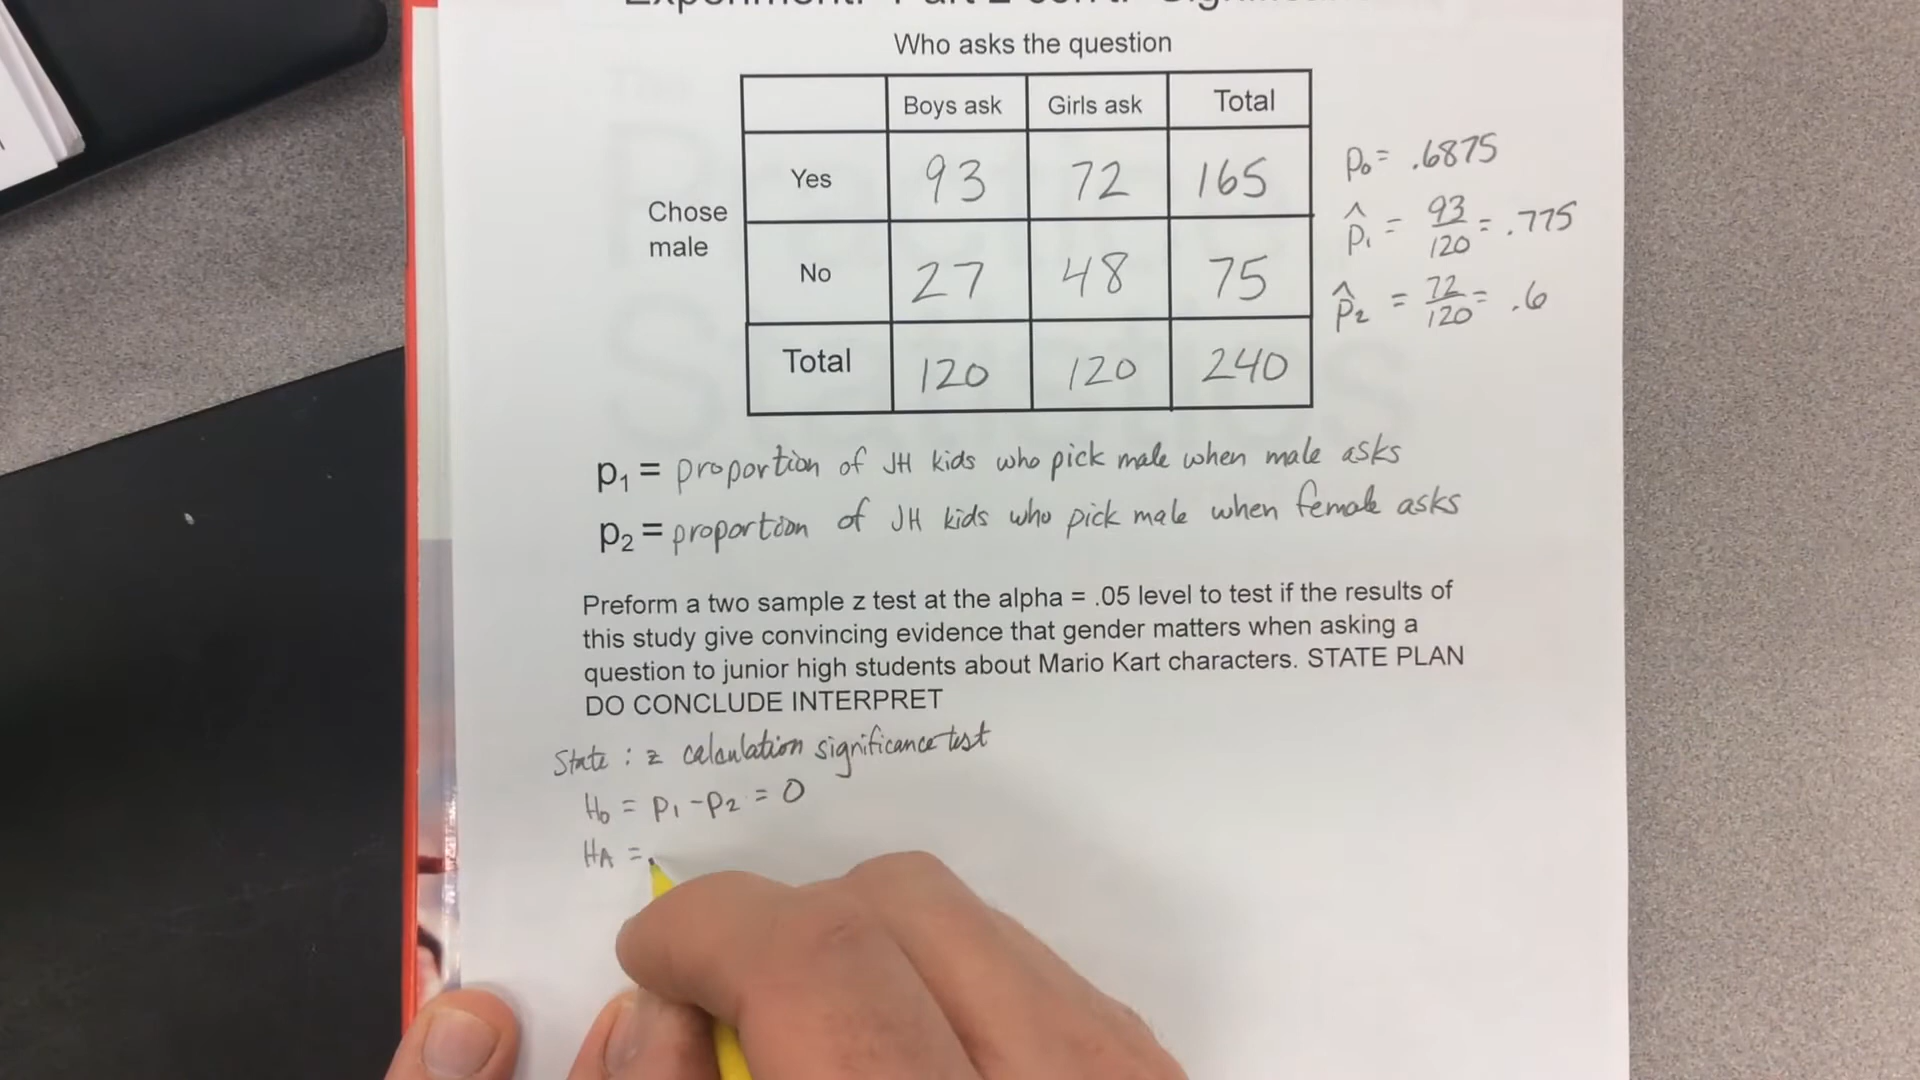 Who asks the question
Boys ask Girls ask Total
Yes 93 72 165
Chose male
No 27 48 75
Total 120 120 240
p₀ = .6875
p̂₁ = 93/120 = .775
p̂₂ = 72/120 = .6
p₁ = proportion of JH kids who pick male when male asks
p₂ = proportion of JH kids who pick male when female asks
Preform a two sample z test at the alpha = .05 level to test if the results of
this study give convincing evidence that gender matters when asking a
question to junior high students about Mario Kart characters. STATE PLAN
DO CONCLUDE INTERPRET
State : z calculation significance test
H₀ = p₁ - p₂ = 0
Hᴀ =